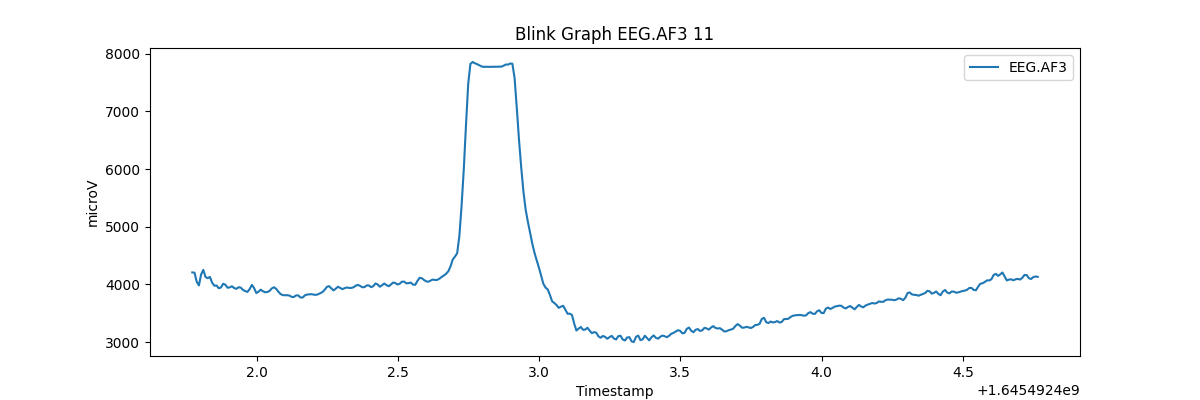 Blink Graph EEG.AF3 11
EEG.AF3
8000
7000
6000
5000
4000
3000
microV
2.0 2.5 3.0 3.5 4.0 4.5
Timestamp
+1.6454924e9